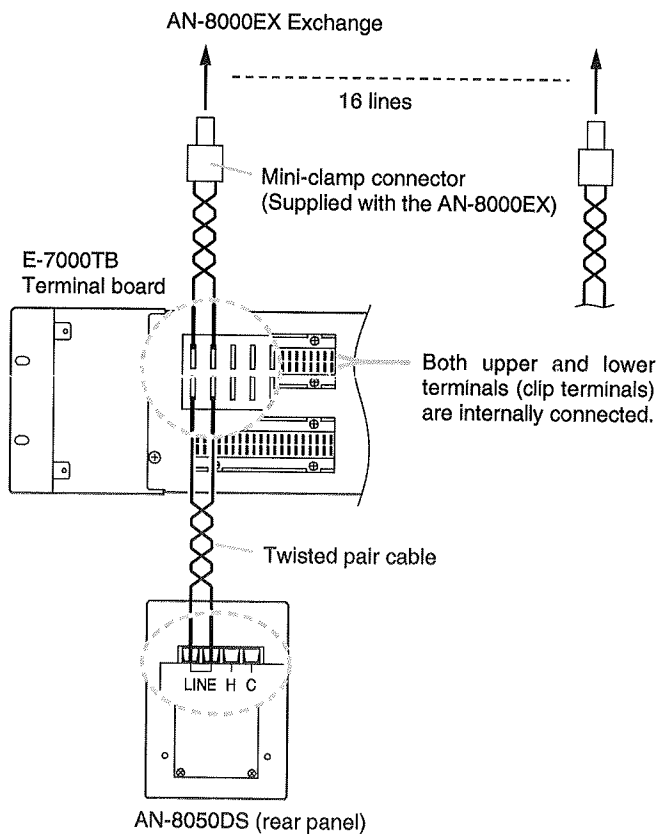 AN-8000EX Exchange
16 lines
Mini-clamp connector
(Supplied with the AN-8000EX)
E-7000TB
Terminal board
Both upper and lower
terminals (clip terminals)
are internally connected.
Twisted pair cable
LINE H C
AN-8050DS (rear panel)